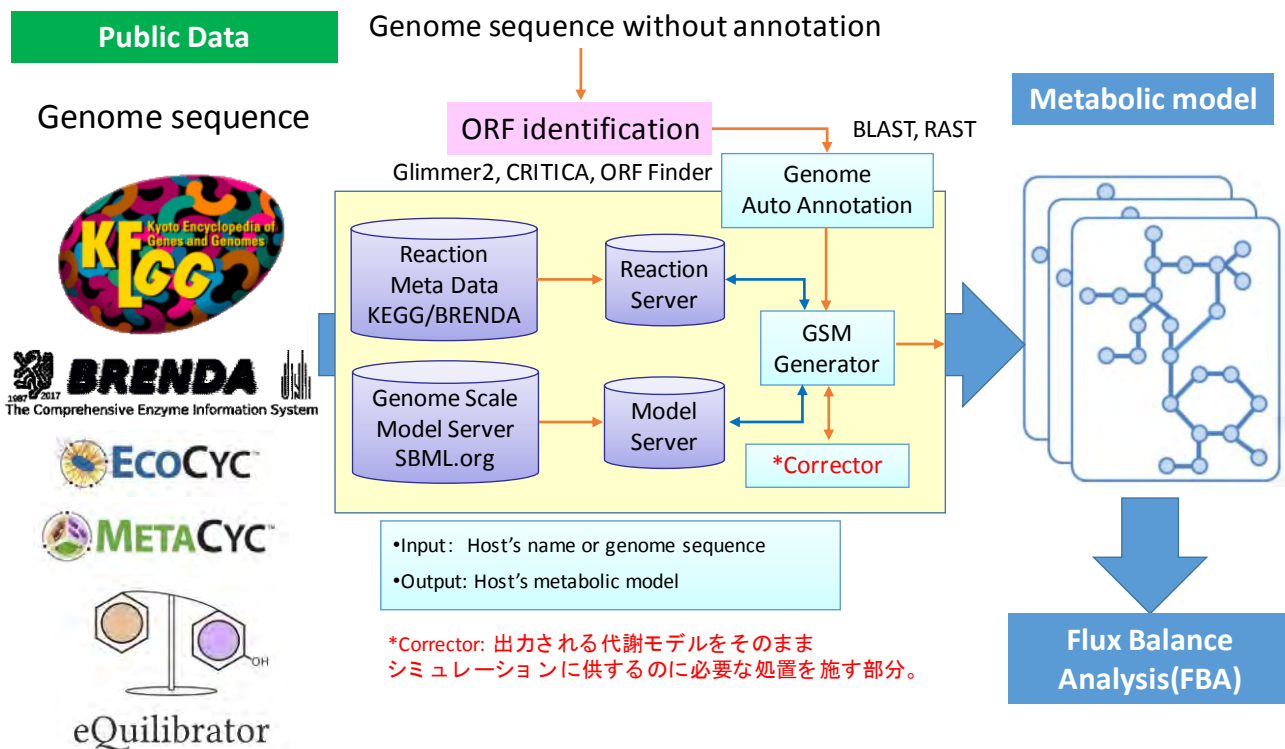 Public Data
Genome sequence without annotation
Genome sequence
ORF identification
BLAST, RAST
Glimmer2, CRITICA, ORF Finder
Genome
Auto Annotation
Metabolic model
KEGG
Kyoto Encyclopedia of
Genes and Genomes
Reaction
Meta Data
KEGG/BRENDA
Reaction
Server
GSM
Generator
1987 2017
BRENDA
The Comprehensive Enzyme Information System
Genome Scale
Model Server
SBML.org
Model
Server
*Corrector
ECOCYC™
METACYC™
•Input: Host's name or genome sequence
•Output: Host's metabolic model
*Corrector: 出力される代謝モデルをそのまま
シミュレーションに供するのに必要な処置を施す部分。
OH
eQuilibrator
Flux Balance
Analysis(FBA)